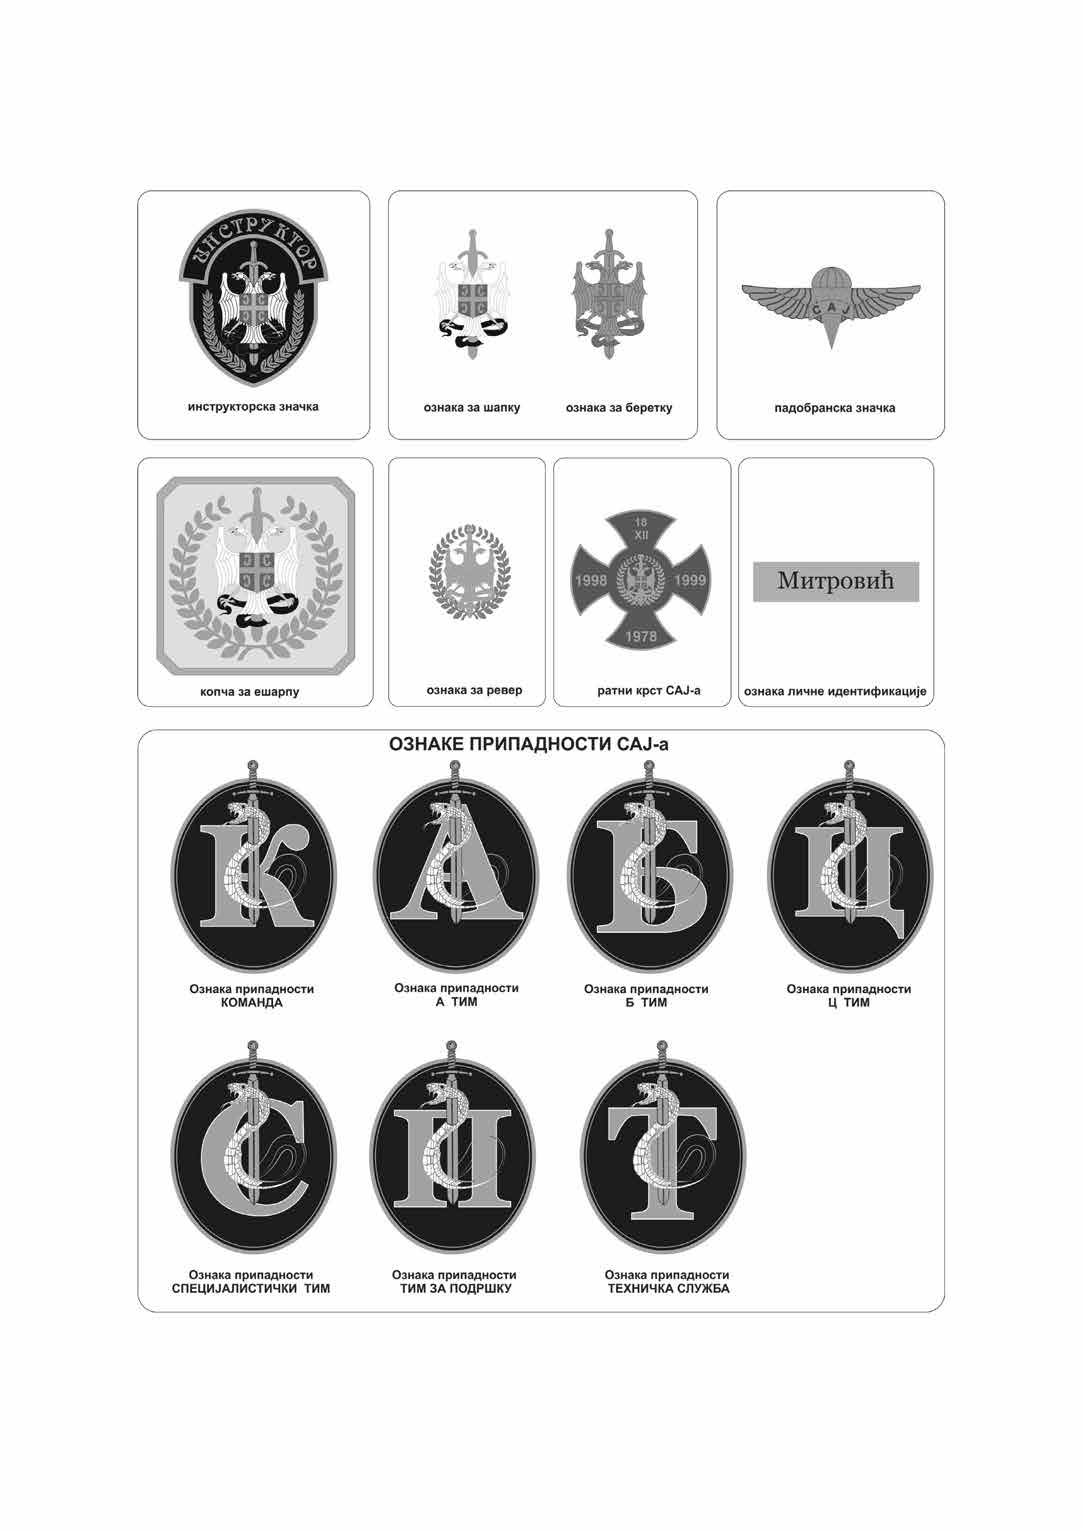 ИНСТРУКТОР
инструкторска значка
ознака за шапку
ознака за беретку
САЈ
падобранска значка
копча за ешарпу
ознака за ревер
18
XII
1998
1999
1978
ратни крст САЈ-а
Митровић
ознака личне идентификације
ОЗНАКЕ ПРИПАДНОСТИ САЈ-а
К
А
Б
Ц
Ознака припадности
КОМАНДА
Ознака припадности
А ТИМ
Ознака припадности
Б ТИМ
Ознака припадности
Ц ТИМ
С
П
Т
Ознака припадности
СПЕЦИЈАЛИСТИЧКИ ТИМ
Ознака припадности
ТИМ ЗА ПОДРШКУ
Ознака припадности
ТЕХНИЧКА СЛУЖБА